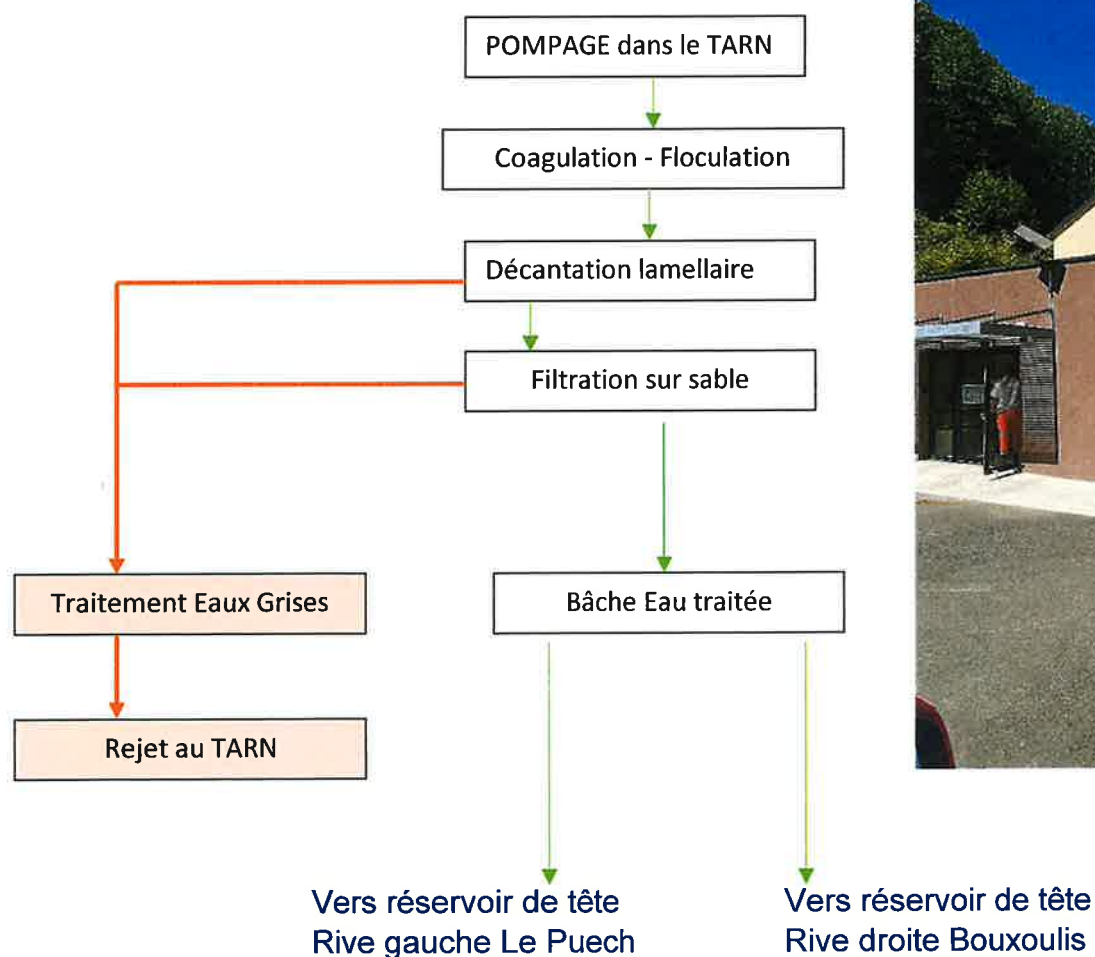 POMPAGE dans le TARN
Coagulation - Floculation
Décantation lamellaire
Filtration sur sable
Traitement Eaux Grises
Bâche Eau traitée
Rejet au TARN
Vers réservoir de tête
Rive gauche Le Puech
Vers réservoir de tête
Rive droite Bouxoulis